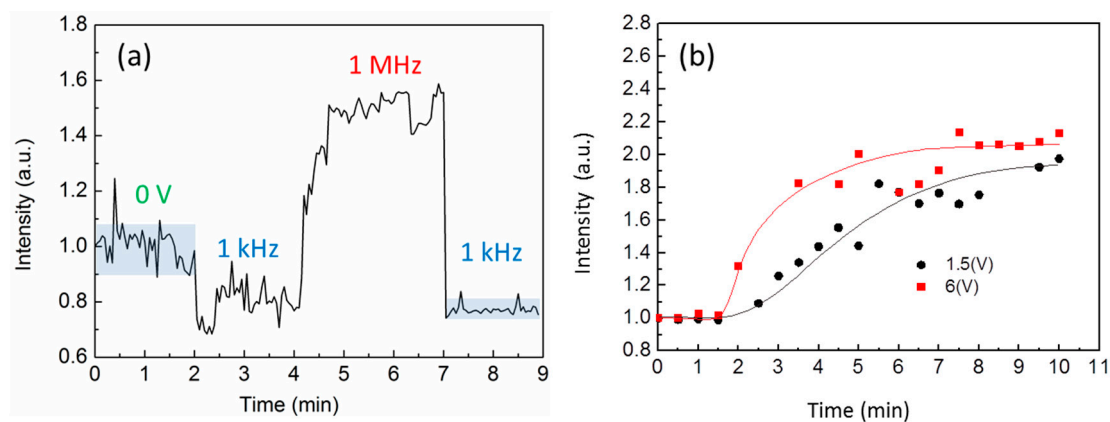 (a)
1 MHz
0 V
1 kHz
1 kHz
Intensity (a.u.)
1.8
1.6
1.4
1.2
1.0
0.8
0.6
0 1 2 3 4 5 6 7 8 9
Time (min)
(b)
Intensity (a.u.)
2.8
2.6
2.4
2.2
2.0
1.8
1.6
1.4
1.2
1.0
0.8
1.5(V)
6(V)
0 1 2 3 4 5 6 7 8 9 10 11
Time (min)